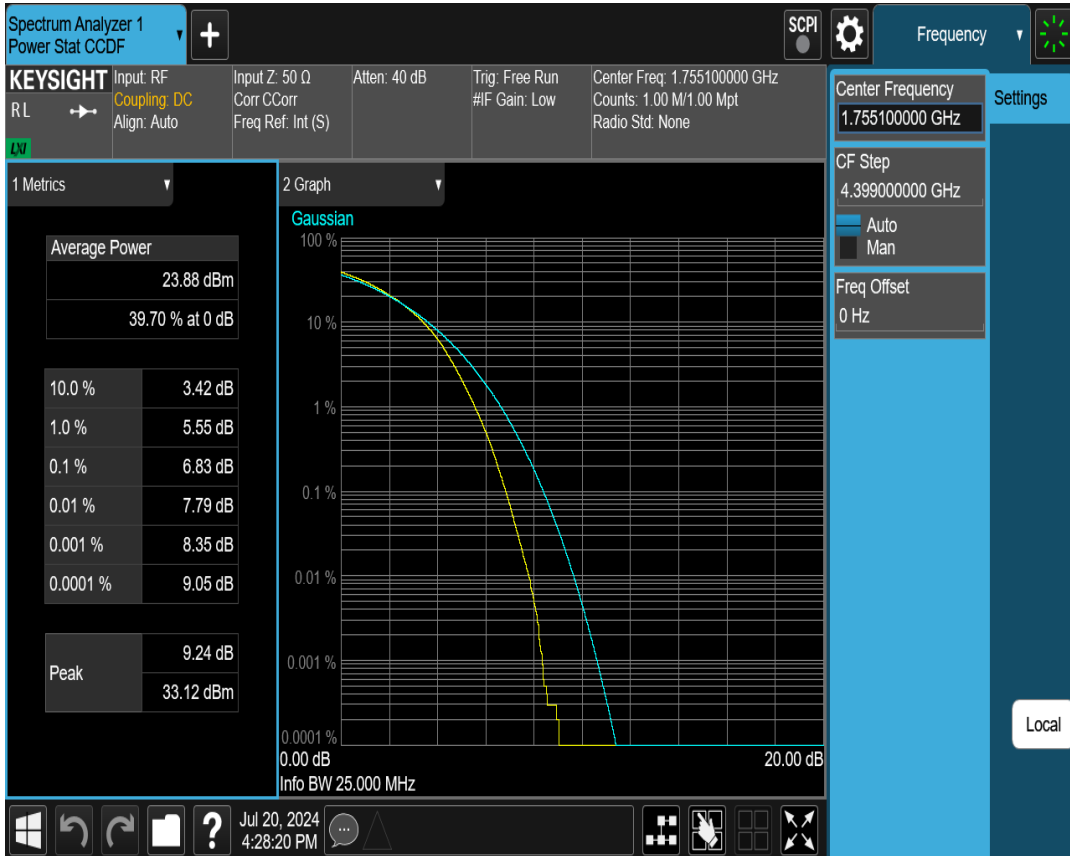 Spectrum Analyzer 1
Power Stat CCDF
+
SCPI
Frequency
KEYSIGHT
RL
LXI
Input: RF
Coupling: DC
Align: Auto
Input Z: 50 Ω
Corr CCorr
Freq Ref: Int (S)
Atten: 40 dB
Trig: Free Run
#IF Gain: Low
Center Freq: 1.755100000 GHz
Counts: 1.00 M/1.00 Mpt
Radio Std: None
Center Frequency
1.755100000 GHz
Settings
CF Step
4.399000000 GHz
Auto
Man
Freq Offset
0 Hz
Local
1 Metrics
Average Power
23.88 dBm
39.70 % at 0 dB
10.0 % 3.42 dB
1.0 % 5.55 dB
0.1 % 6.83 dB
0.01 % 7.79 dB
0.001 % 8.35 dB
0.0001 % 9.05 dB
Peak
9.24 dB
33.12 dBm
2 Graph
Gaussian
100 %
10 %
1 %
0.1 %
0.01 %
0.001 %
0.0001 %
0.00 dB 20.00 dB
Info BW 25.000 MHz
?
Jul 20, 2024
4:28:20 PM